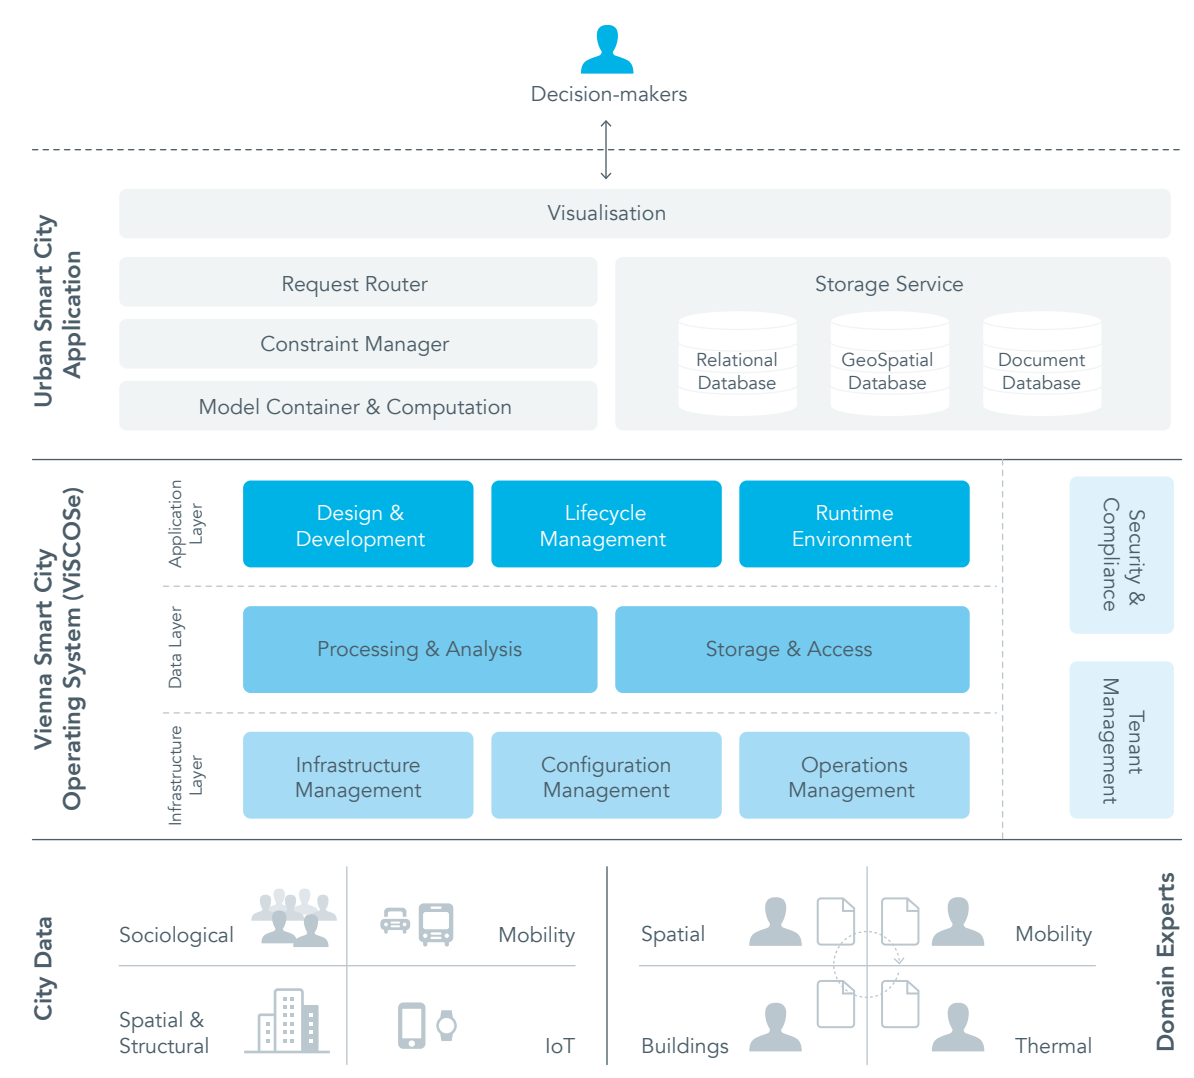 Decision-makers
Urban Smart City
Application
Visualisation
Request Router
Constraint Manager
Model Container & Computation
Storage Service
Relational
Database
GeoSpatial
Database
Document
Database
Vienna Smart City
Operating System (ViSCOSe)
Application
Layer
Design &
Development
Lifecycle
Management
Runtime
Environment
Data Layer
Processing & Analysis
Storage & Access
Infrastructure
Layer
Infrastructure
Management
Configuration
Management
Operations
Management
Security &
Compliance
Tenant
Management
City Data
Sociological
Mobility
Spatial &
Structural
IoT
Spatial
Mobility
Buildings
Thermal
Domain Experts